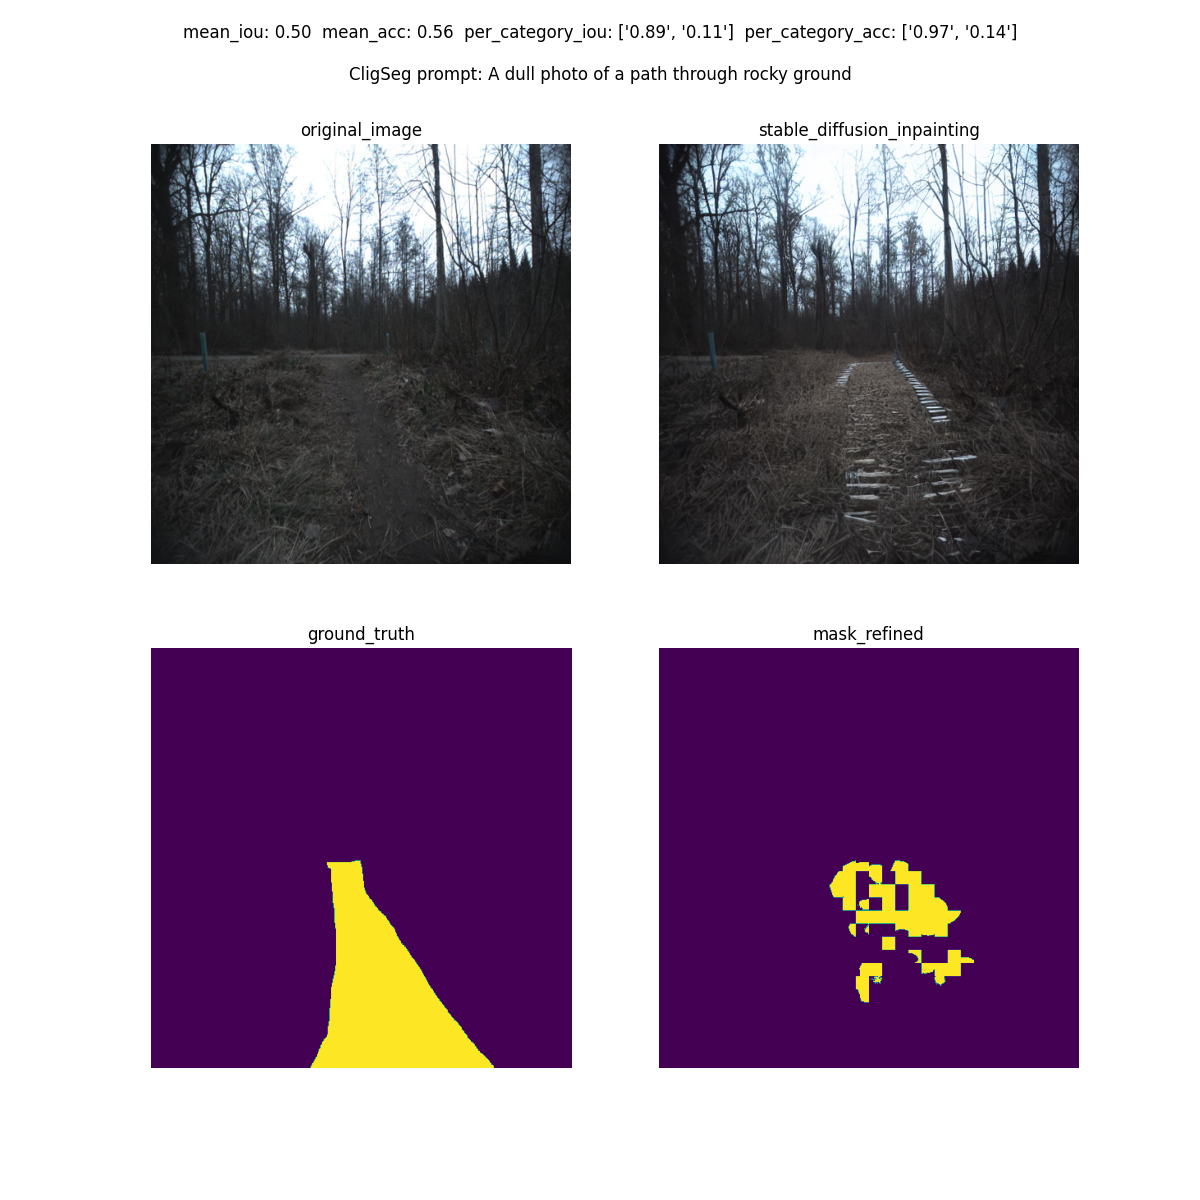 mean_iou: 0.50  mean_acc: 0.56  per_category_iou: ['0.89', '0.11']  per_category_acc: ['0.97', '0.14']
CligSeg prompt: A dull photo of a path through rocky ground
original_image
stable_diffusion_inpainting
ground_truth
mask_refined